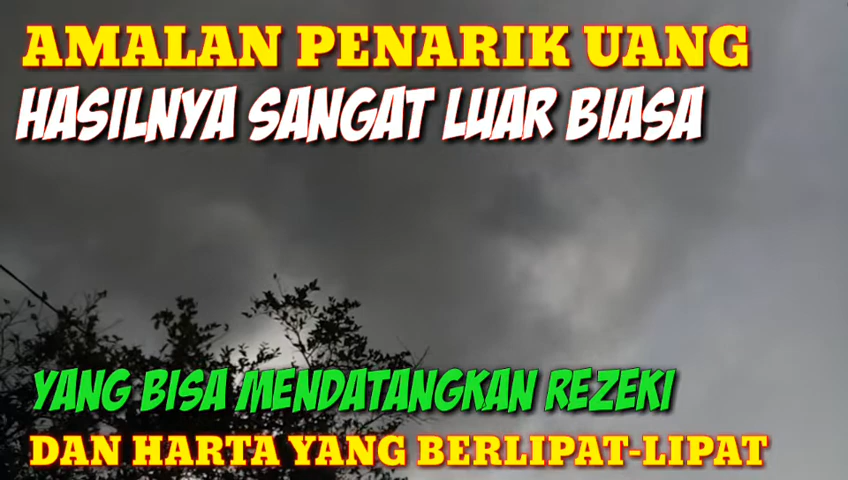 AMALAN PENARIK UANG
HASILNYA SANGAT LUAR BIASA
YANG BISA MENDATANGKAN REZEKI
DAN HARTA YANG BERLIPAT-LIPAT